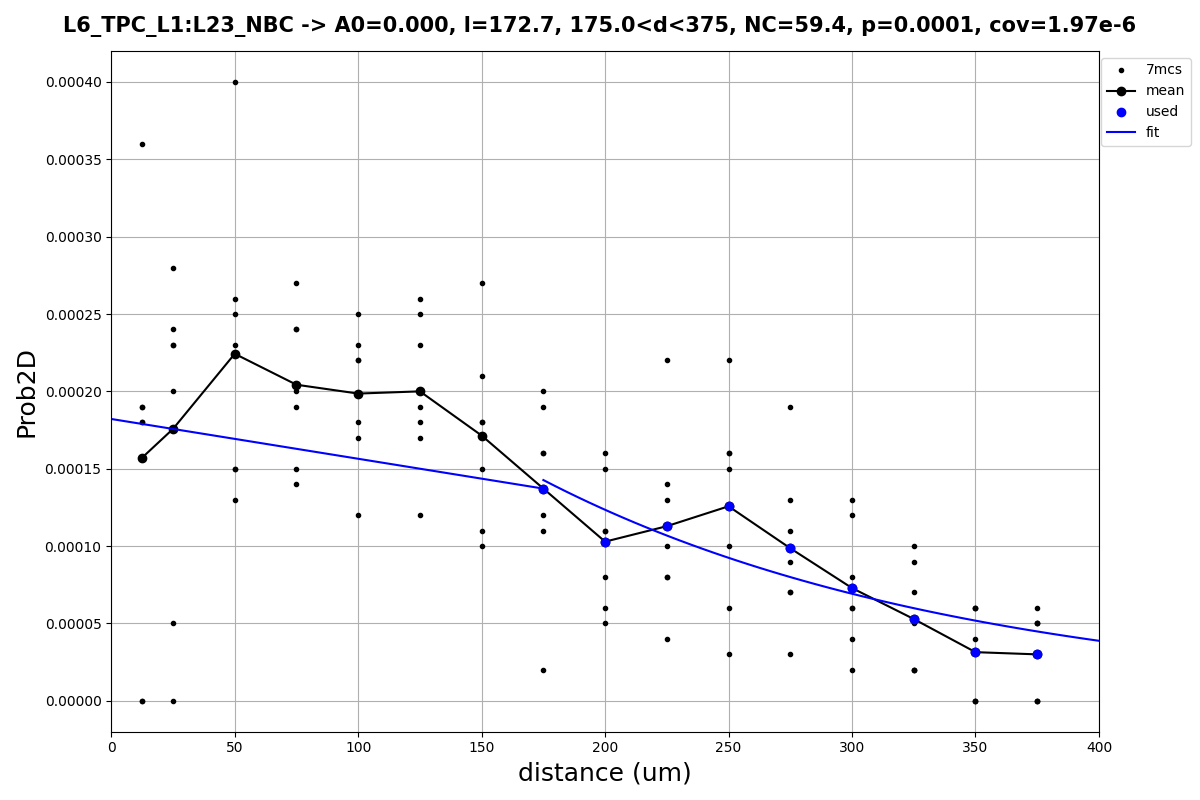 L6_TPC_L1:L23_NBC -> A0=0.000, l=172.7, 175.0<d<375, NC=59.4, p=0.0001, cov=1.97e-6
7mcs
mean
used
fit
Prob2D
0.00040
0.00035
0.00030
0.00025
0.00020
0.00015
0.00010
0.00005
0.00000
0 50 100 150 200 250 300 350 400
distance (um)